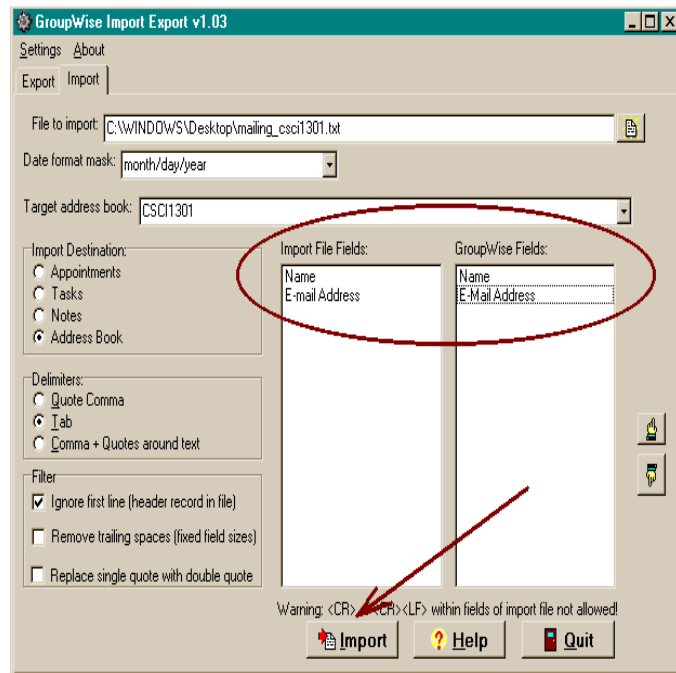 GroupWise Import Export v1.03
Settings About
Export Import
File to import: C:\WINDOWS\Desktop\mailing_csci1301.txt
Date format mask: month/day/year
Target address book: CSCI1301
Import Destination:
Appointments
Tasks
Notes
Address Book
Delimiters:
Quote Comma
Tab
Comma + Quotes around text
Filter
Ignore first line (header record in file)
Remove trailing spaces (fixed field sizes)
Replace single quote with double quote
Import File Fields:
Name
E-mail Address
GroupWise Fields:
Name
E-Mail Address
Warning: <CR> <CR><LF> within fields of import file not allowed!
Import Help Quit